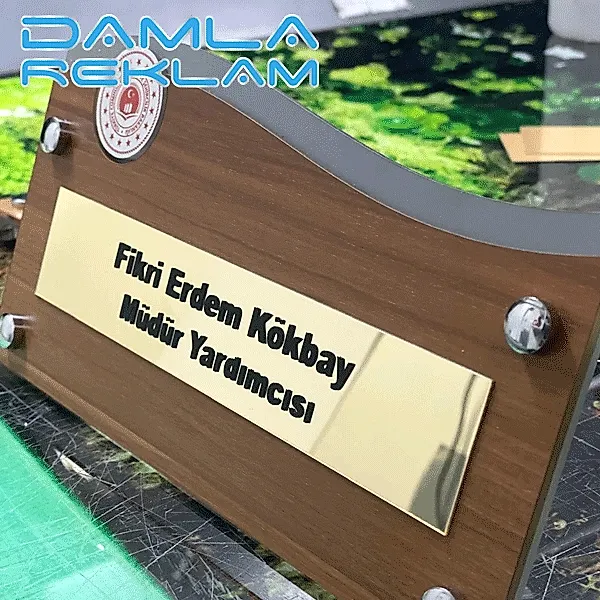 DAMLA
REKLAM
Fikri Erdem Kökbay
Müdür Yardımcısı